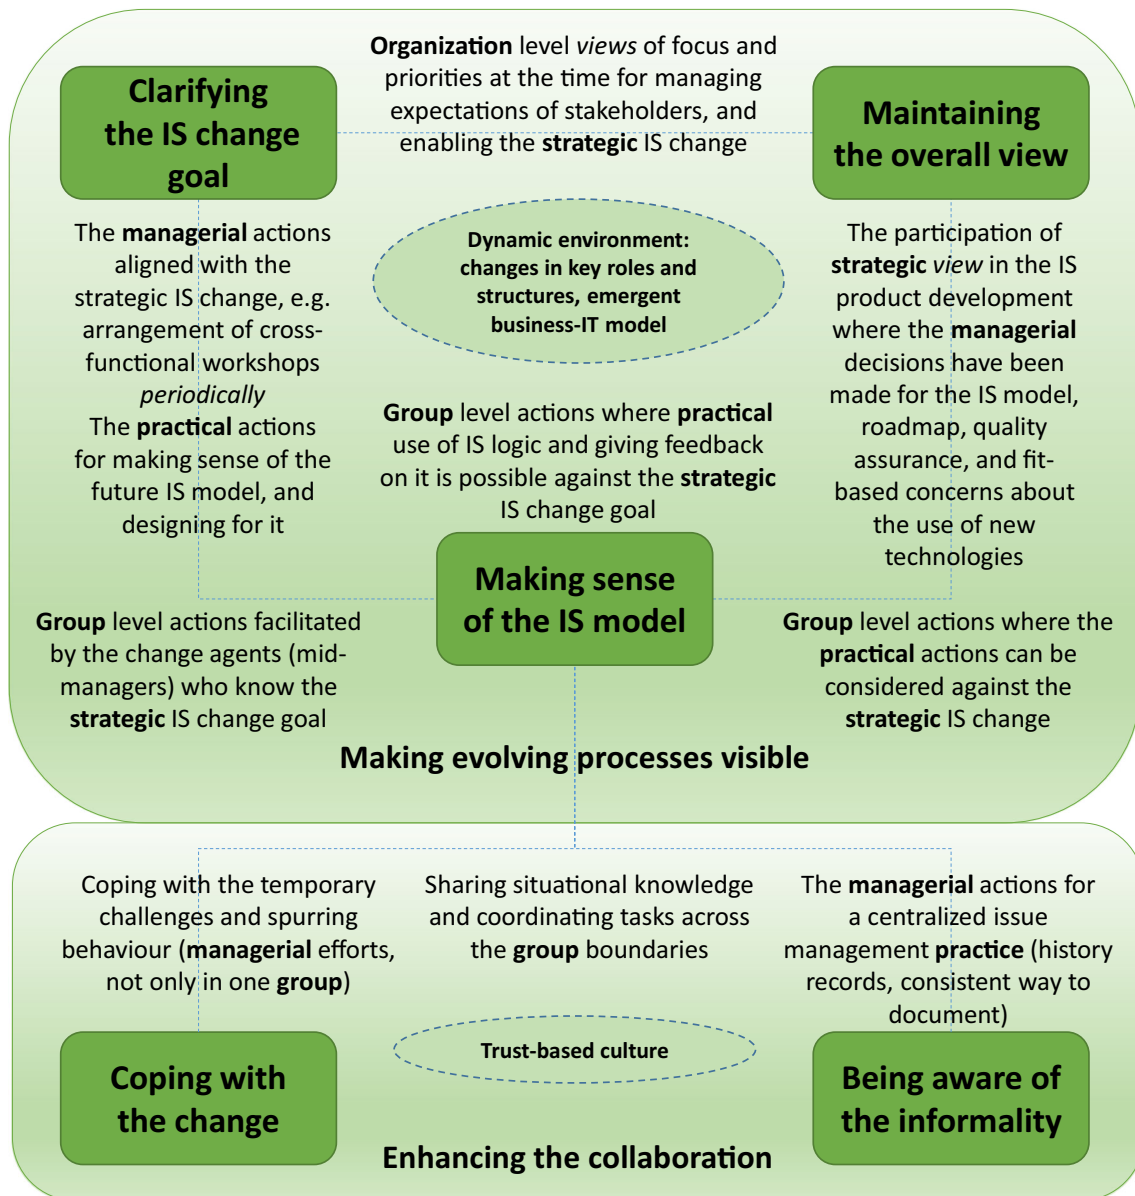 Organization level views of focus and
priorities at the time for managing
expectations of stakeholders, and
enabling the strategic IS change
Clarifying
the IS change
goal
Maintaining
the overall view
The managerial actions
aligned with the
strategic IS change, e.g.
arrangement of cross-
functional workshops
periodically
The practical actions
for making sense of the
future IS model, and
designing for it
Dynamic environment:
changes in key roles and
structures, emergent
business-IT model
The participation of
strategic view in the IS
product development
where the managerial
decisions have been
made for the IS model,
roadmap, quality
assurance, and fit-
based concerns about
the use of new
technologies
Group level actions where practical
use of IS logic and giving feedback
on it is possible against the strategic
IS change goal
Making sense
of the IS model
Group level actions facilitated
by the change agents (mid-
managers) who know the
strategic IS change goal
Group level actions where the
practical actions can be
considered against the
strategic IS change
Making evolving processes visible
Coping with the temporary
challenges and spurring
behaviour (managerial efforts,
not only in one group)
Sharing situational knowledge
and coordinating tasks across
the group boundaries
The managerial actions for
a centralized issue
management practice (history
records, consistent way to
document)
Coping with
the change
Trust-based culture
Being aware of
the informality
Enhancing the collaboration